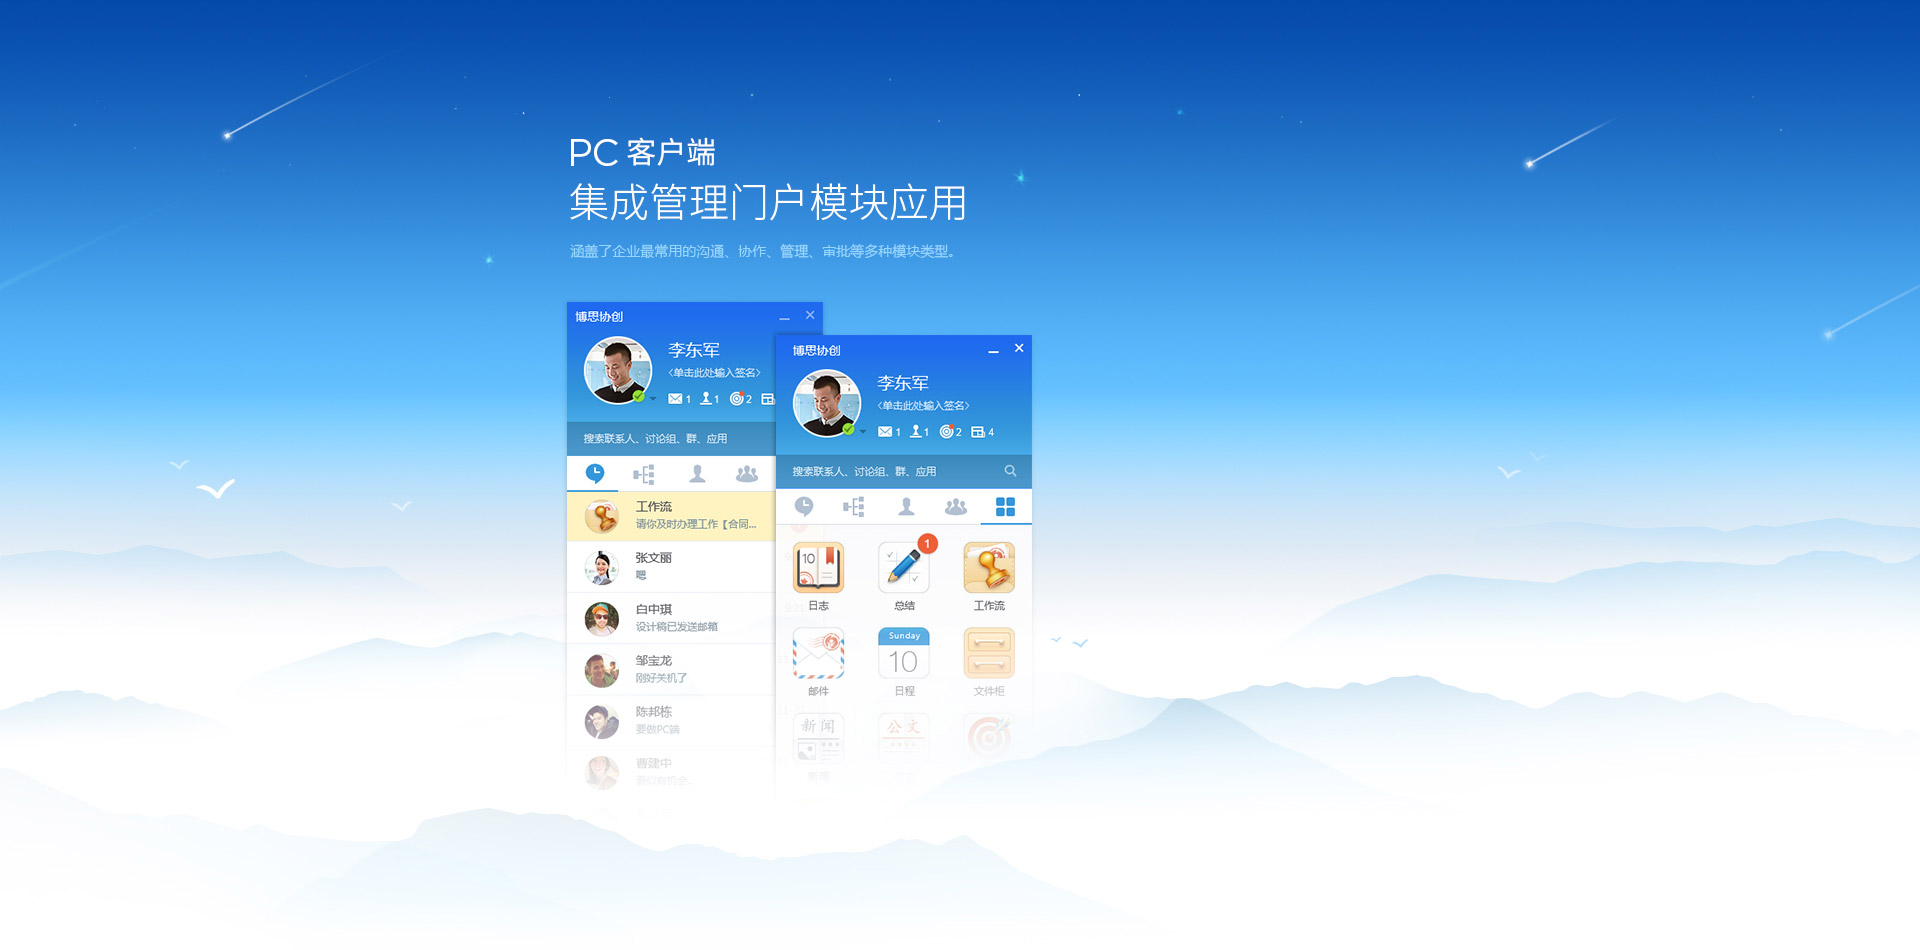 PC 客户端
集成管理门户模块应用
涵盖了企业最常用的沟通、协作、管理、审批等多种模块类型。
博思协创
李东军
<单击此处输入签名>
1 1 2
搜索联系人、讨论组、群、应用
工作流
请你及时办理工作【合同...
张文丽
嗯
白中琪
设计稿已发送邮箱
邹宝龙
刚好关机了
陈邦栋
要做PC端
曹建中
博思协创
李东军
<单击此处输入签名>
1 1 2 4
搜索联系人、讨论组、群、应用
10
1
日志 总结 工作流
Sunday
10
邮件 日程 文件柜
新闻 公文